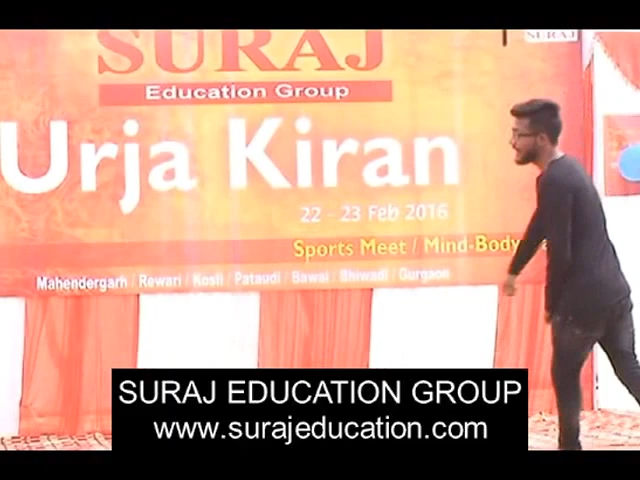 SURAJ
SURAJ
Education Group
Urja Kiran
22 - 23 Feb 2016
Sports Meet / Mind-Body
Mahendergarh / Rewari / Kosli / Pataudi / Bawal / Bhiwadi / Gurgaon
SURAJ EDUCATION GROUP
www.surajeducation.com